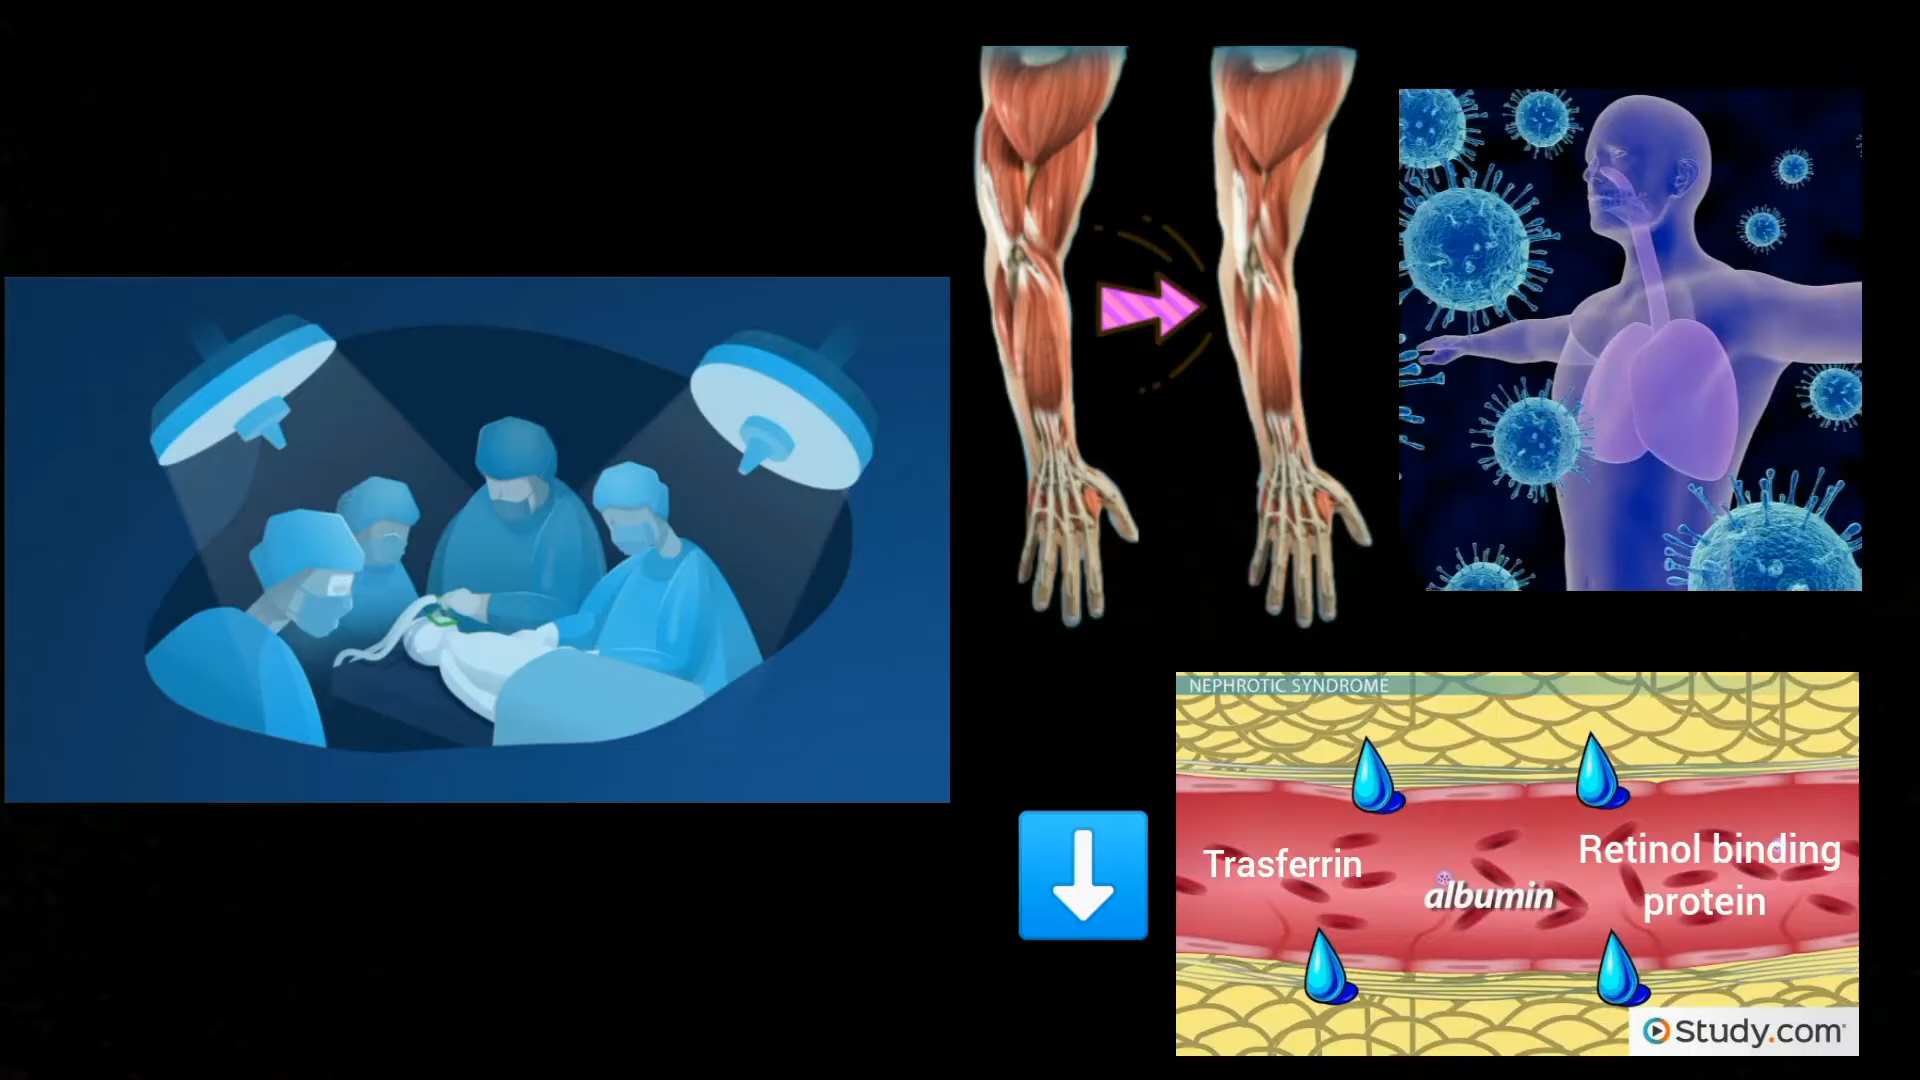 NEPHROTIC SYNDROME
Trasferrin
albumin
Retinol binding
protein
Study.com